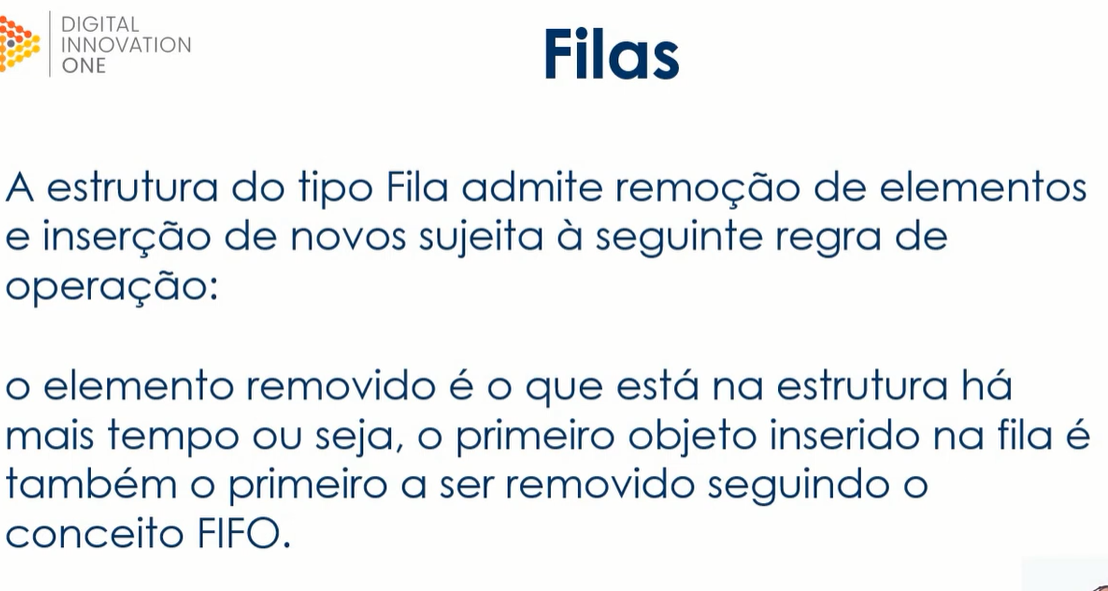 DIGITAL
INNOVATION
ONE
Filas
A estrutura do tipo Fila admite remoção de elementos
e inserção de novos sujeita à seguinte regra de
operação:
o elemento removido é o que está na estrutura há
mais tempo ou seja, o primeiro objeto inserido na fila é
também o primeiro a ser removido seguindo o
conceito FIFO.